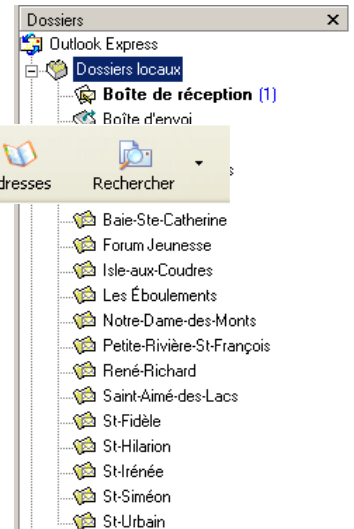 Dossiers
Outlook Express
Dossiers locaux
Boîte de réception (1)
Boîte d'envoi
Rechercher
Baie-Ste-Catherine
Forum Jeunesse
Isle-aux-Coudres
Les Éboulements
Notre-Dame-des-Monts
Petite-Rivière-St-François
René-Richard
Saint-Aimé-des-Lacs
St-Fidèle
St-Hilarion
St-Irénée
St-Siméon
St-Urbain